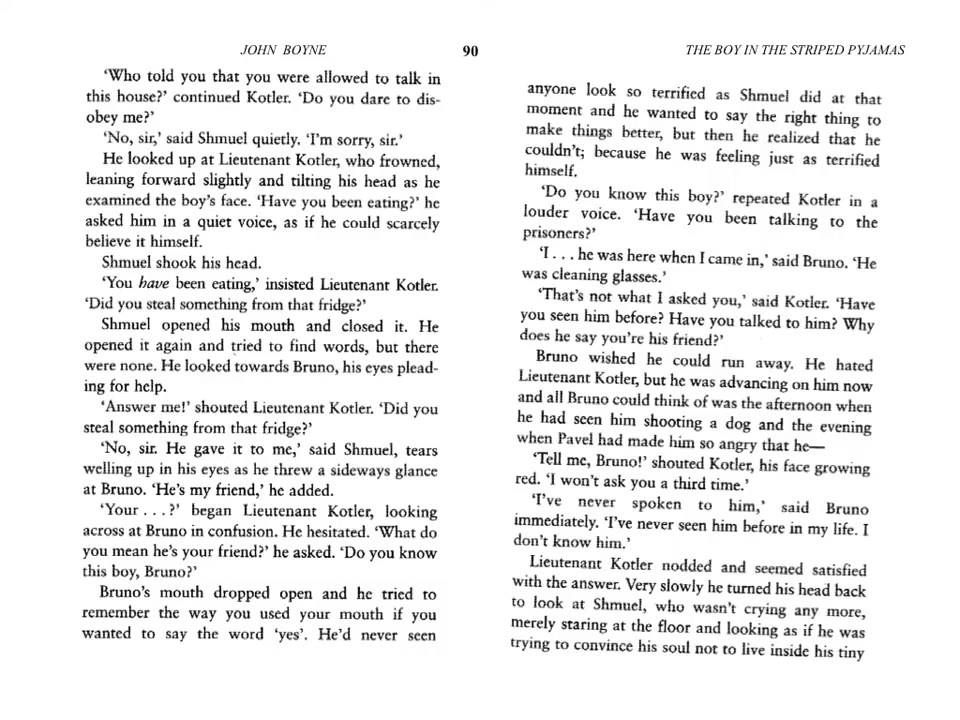 JOHN BOYNE
90
THE BOY IN THE STRIPED PYJAMAS
‘Who told you that you were allowed to talk in
this house?’ continued Kotler. ‘Do you dare to dis-
obey me?’
‘No, sir,’ said Shmuel quietly. ‘I’m sorry, sir.’
He looked up at Lieutenant Kotler, who frowned,
leaning forward slightly and tilting his head as he
examined the boy’s face. ‘Have you been eating?’ he
asked him in a quiet voice, as if he could scarcely
believe it himself.
Shmuel shook his head.
‘You have been eating,’ insisted Lieutenant Kotler.
‘Did you steal something from that fridge?’
Shmuel opened his mouth and closed it. He
opened it again and tried to find words, but there
were none. He looked towards Bruno, his eyes plead-
ing for help.
‘Answer me!’ shouted Lieutenant Kotler. ‘Did you
steal something from that fridge?’
‘No, sir. He gave it to me,’ said Shmuel, tears
welling up in his eyes as he threw a sideways glance
at Bruno. ‘He’s my friend,’ he added.
‘Your . . .?’ began Lieutenant Kotler, looking
across at Bruno in confusion. He hesitated. ‘What do
you mean he’s your friend?’ he asked. ‘Do you know
this boy, Bruno?’
Bruno’s mouth dropped open and he tried to
remember the way you used your mouth if you
wanted to say the word ‘yes’. He’d never seen
anyone look so terrified as Shmuel did at that
moment and he wanted to say the right thing to
make things better, but then he realized that he
couldn’t; because he was feeling just as terrified
himself.
‘Do you know this boy?’ repeated Kotler in a
louder voice. ‘Have you been talking to the
prisoners?’
‘I . . . he was here when I came in,’ said Bruno. ‘He
was cleaning glasses.’
‘That’s not what I asked you,’ said Kotler. ‘Have
you seen him before? Have you talked to him? Why
does he say you’re his friend?’
Bruno wished he could run away. He hated
Lieutenant Kotler, but he was advancing on him now
and all Bruno could think of was the afternoon when
he had seen him shooting a dog and the evening
when Pavel had made him so angry that he—
‘Tell me, Bruno!’ shouted Kotler, his face growing
red. ‘I won’t ask you a third time.’
‘I’ve never spoken to him,’ said Bruno
immediately. ‘I’ve never seen him before in my life. I
don’t know him.’
Lieutenant Kotler nodded and seemed satisfied
with the answer. Very slowly he turned his head back
to look at Shmuel, who wasn’t crying any more,
merely staring at the floor and looking as if he was
trying to convince his soul not to live inside his tiny